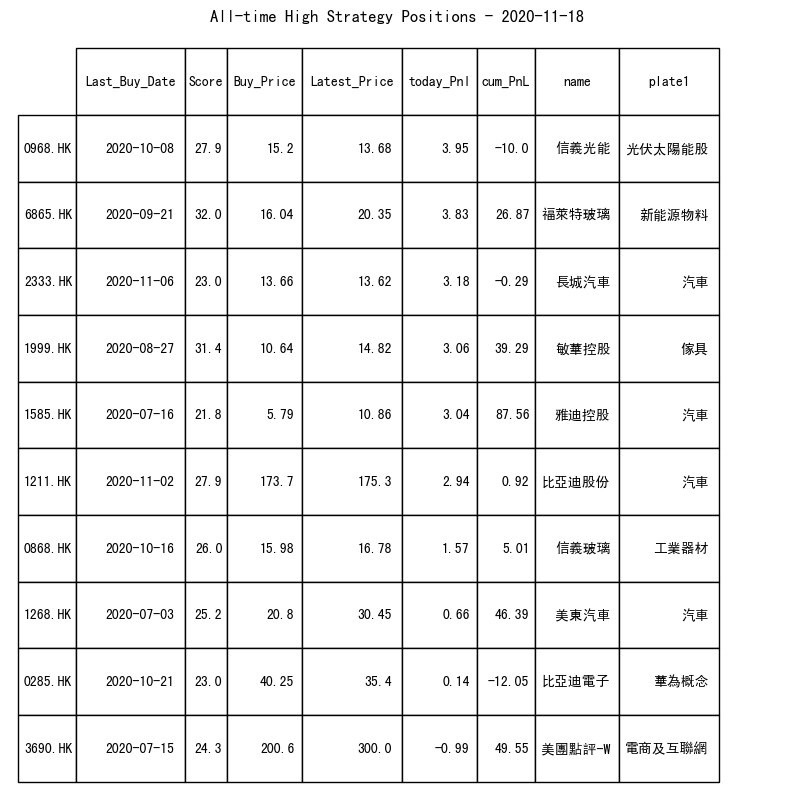 All-time High Strategy Positions - 2020-11-18
Last_Buy_Date Score Buy_Price Latest_Price today_Pnl cum_PnL name plate1
0968.HK 2020-10-08 27.9 15.2 13.68 3.95 -10.0 信義光能 光伏太陽能股
6865.HK 2020-09-21 32.0 16.04 20.35 3.83 26.87 福萊特玻璃 新能源物料
2333.HK 2020-11-06 23.0 13.66 13.62 3.18 -0.29 長城汽車 汽車
1999.HK 2020-08-27 31.4 10.64 14.82 3.06 39.29 敏華控股 傢具
1585.HK 2020-07-16 21.8 5.79 10.86 3.04 87.56 雅迪控股 汽車
1211.HK 2020-11-02 27.9 173.7 175.3 2.94 0.92 比亞迪股份 汽車
0868.HK 2020-10-16 26.0 15.98 16.78 1.57 5.01 信義玻璃 工業器材
1268.HK 2020-07-03 25.2 20.8 30.45 0.66 46.39 美東汽車 汽車
0285.HK 2020-10-21 23.0 40.25 35.4 0.14 -12.05 比亞迪電子 華為概念
3690.HK 2020-07-15 24.3 200.6 300.0 -0.99 49.55 美團點評-W 電商及互聯網